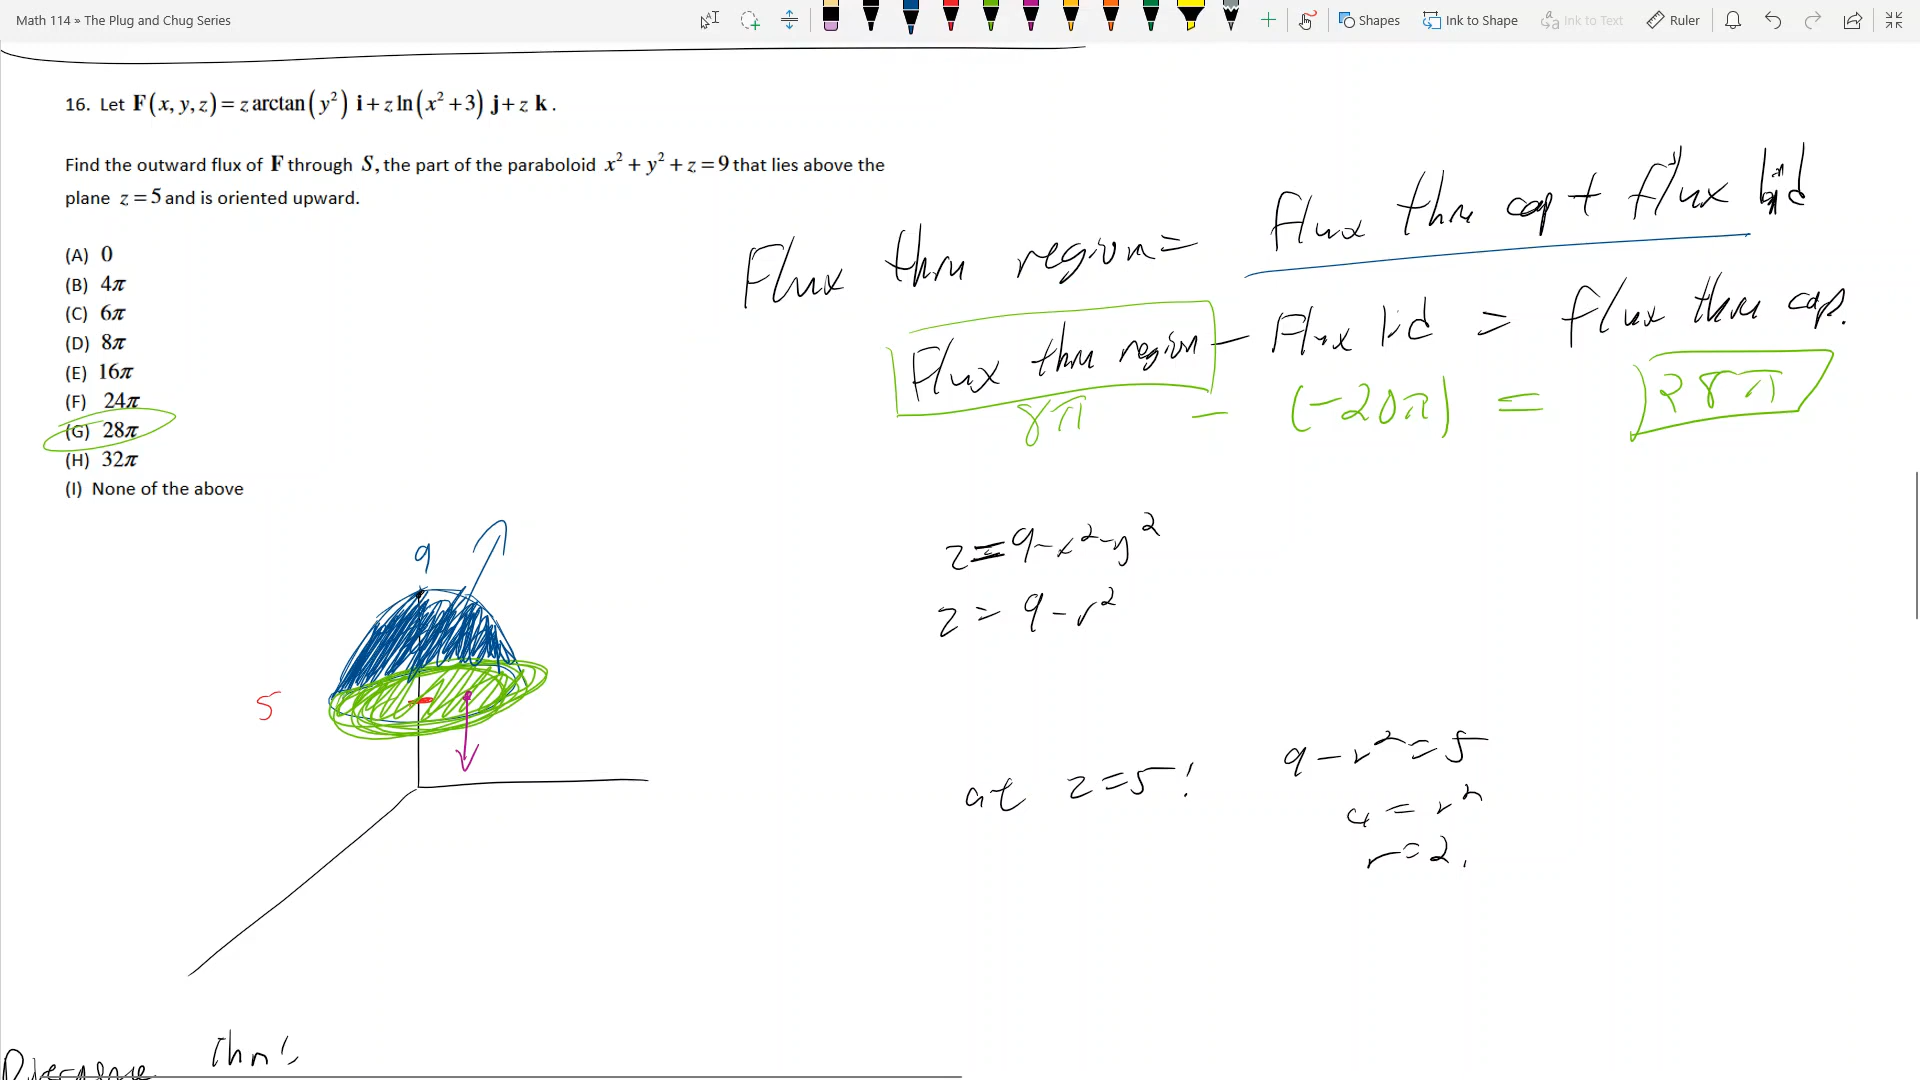 Math 114 » The Plug and Chug Series
Shapes Ink to Shape Ink to Text Ruler
16. Let F(x, y, z) = z arctan(y²) i + z ln(x² + 3) j + z k.
Find the outward flux of F through S, the part of the paraboloid x² + y² + z = 9 that lies above the
plane z = 5 and is oriented upward.
(A) 0
(B) 4π
(C) 6π
(D) 8π
(E) 16π
(F) 24π
(G) 28π
(H) 32π
(I) None of the above
Flux thru region = flux thru cap + flux lid
Flux thru region - Flux lid = flux thru cap.
8π - (-20π) = 28π
z = 9 - x² - y²
z = 9 - r²
9
5
at z = 5:
9 - r² = 5
4 = r²
r = 2.
Divergence Thm: